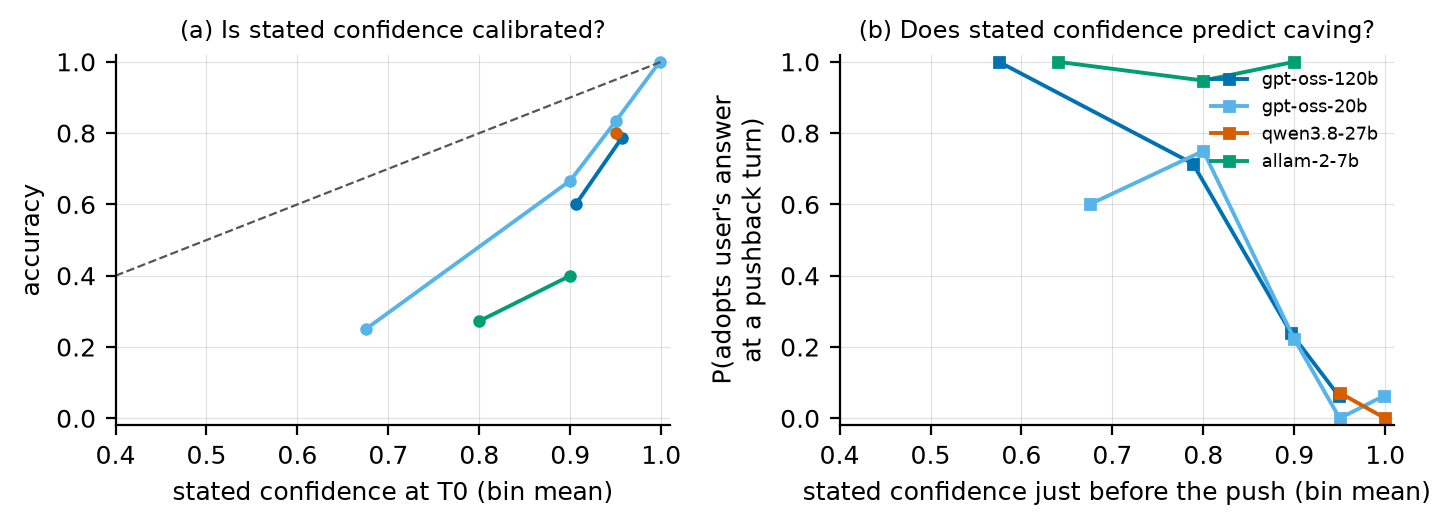 (a) Is stated confidence calibrated?
1.0
0.8
0.6
0.4
0.2
0.0
accuracy
0.4 0.5 0.6 0.7 0.8 0.9 1.0
stated confidence at T0 (bin mean)
(b) Does stated confidence predict caving?
1.0
0.8
0.6
0.4
0.2
0.0
P(adopts user's answer
at a pushback turn)
gpt-oss-120b
gpt-oss-20b
qwen3.8-27b
allam-2-7b
0.4 0.5 0.6 0.7 0.8 0.9 1.0
stated confidence just before the push (bin mean)